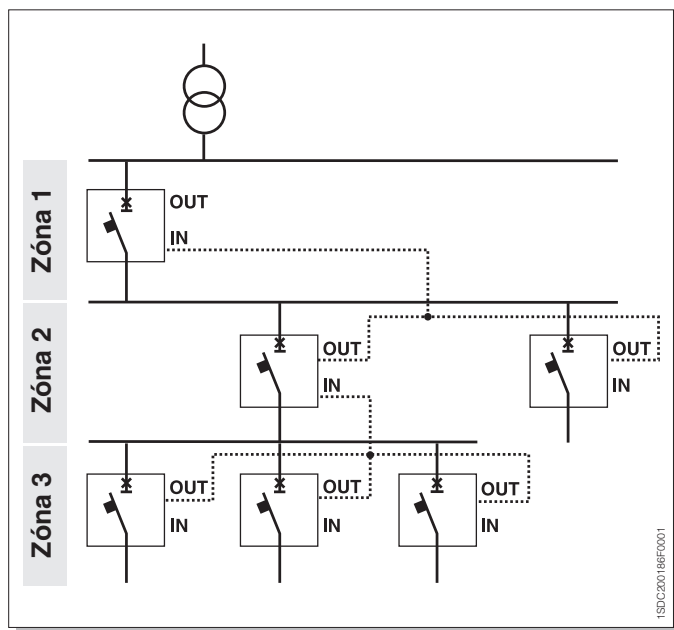 Zóna 1
OUT
IN
Zóna 2
OUT
IN
OUT
IN
Zóna 3
OUT
IN
OUT
IN
OUT
IN
1SDC200186F0001